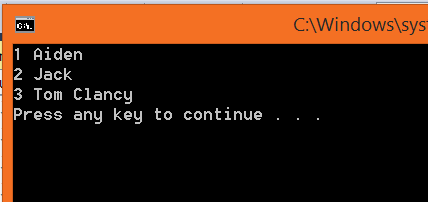 C:\Windows\sys
1 Aiden
2 Jack
3 Tom Clancy
Press any key to continue . . .